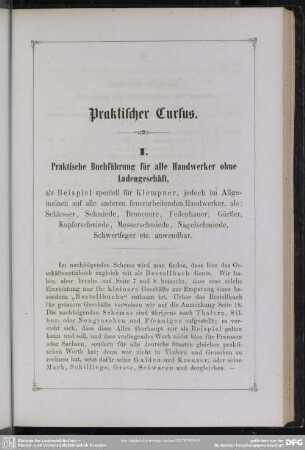 Praktischer Cursus.
I.
Praktische Buchführung für alle Handwerker ohne
Ladengeschäft,
als Beispiel speciell für Klempner, jedoch im Allge-
meinen auf alle anderen feuerarbeitenden Handwerker, als:
Schlosser, Schmiede, Bronceure, Feilenhauer, Gürtler,
Kupferschmiede, Messerschmiede, Nagelschmiede,
Schwertfeger etc. anwendbar.
Im nachfolgenden Schema wird man finden, dass hier das Ge-
schäftsnotizbuch zugleich mit als Bestellbuch dient. Wir ha-
ben aber bereits auf Seite 7 und 8 bemerkt, dass eine solche
Einrichtung nur für kleinere Geschäfte zur Ersparung eines be-
sondern „Bestellbuchs“ rathsam ist. Ueber das Bestellbuch
für grössere Geschäfte verweisen wir auf die Anmerkung Seite 18.
Die nachfolgenden Schemas sind übrigens nach Thalern, Sil-
ber- oder Neugroschen und Pfennigen aufgestellt; es ver-
steht sich, dass dies Alles überhaupt nur als Beispiel gelten
kann und soll, und dass vorliegendes Werk nicht blos für Preussen
oder Sachsen, sondern für alle deutsche Staaten gleichen prakti-
schen Werth hat; denn wer nicht in Thalern und Groschen zu
rechnen hat, setzt dafür seine Gulden und Kreuzer, oder seine
Mark, Schillinge, Grote, Schwaren und dergleichen. —